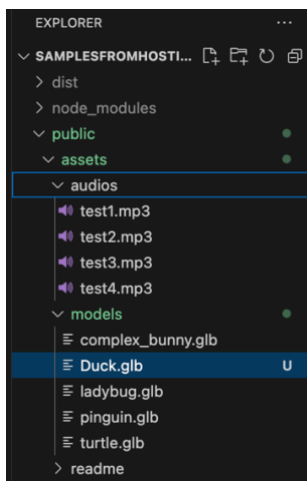 EXPLORER ...
SAMPLESFROMHOSTI...
dist
node_modules
public
assets
audios
test1.mp3
test2.mp3
test3.mp3
test4.mp3
models
complex_bunny.glb
Duck.glb U
ladybug.glb
pinguin.glb
turtle.glb
readme